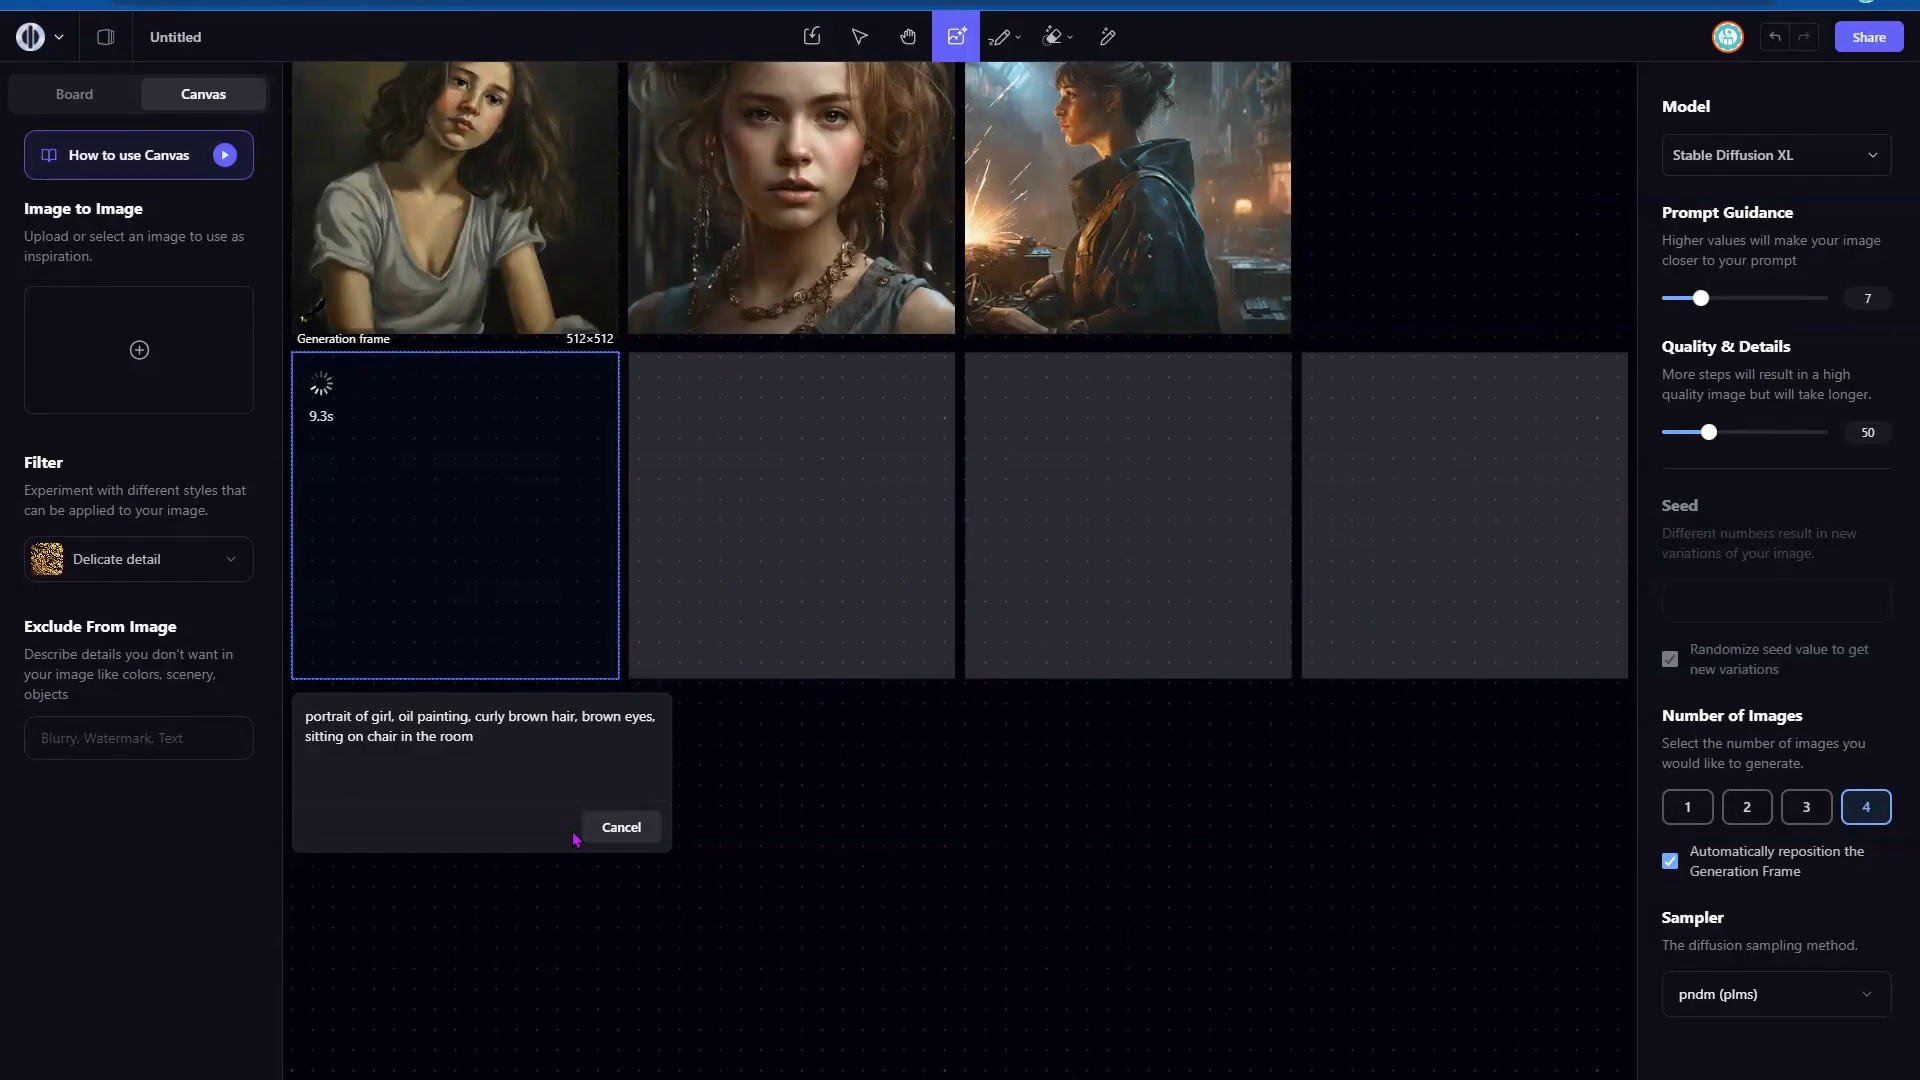 Untitled
Share
Board
Canvas
How to use Canvas
Image to Image
Upload or select an image to use as
inspiration.
Filter
Experiment with different styles that
can be applied to your image.
Delicate detail
Exclude From Image
Describe details you don't want in
your image like colors, scenery,
objects
Blurry, Watermark, Text
Generation frame
512×512
9.3s
portrait of girl, oil painting, curly brown hair, brown eyes,
sitting on chair in the room
Cancel
Model
Stable Diffusion XL
Prompt Guidance
Higher values will make your image
closer to your prompt
7
Quality & Details
More steps will result in a high
quality image but will take longer.
50
Seed
Different numbers result in new
variations of your image.
Randomize seed value to get
new variations
Number of Images
Select the number of images you
would like to generate.
1
2
3
4
Automatically reposition the
Generation Frame
Sampler
The diffusion sampling method.
pndm (plms)